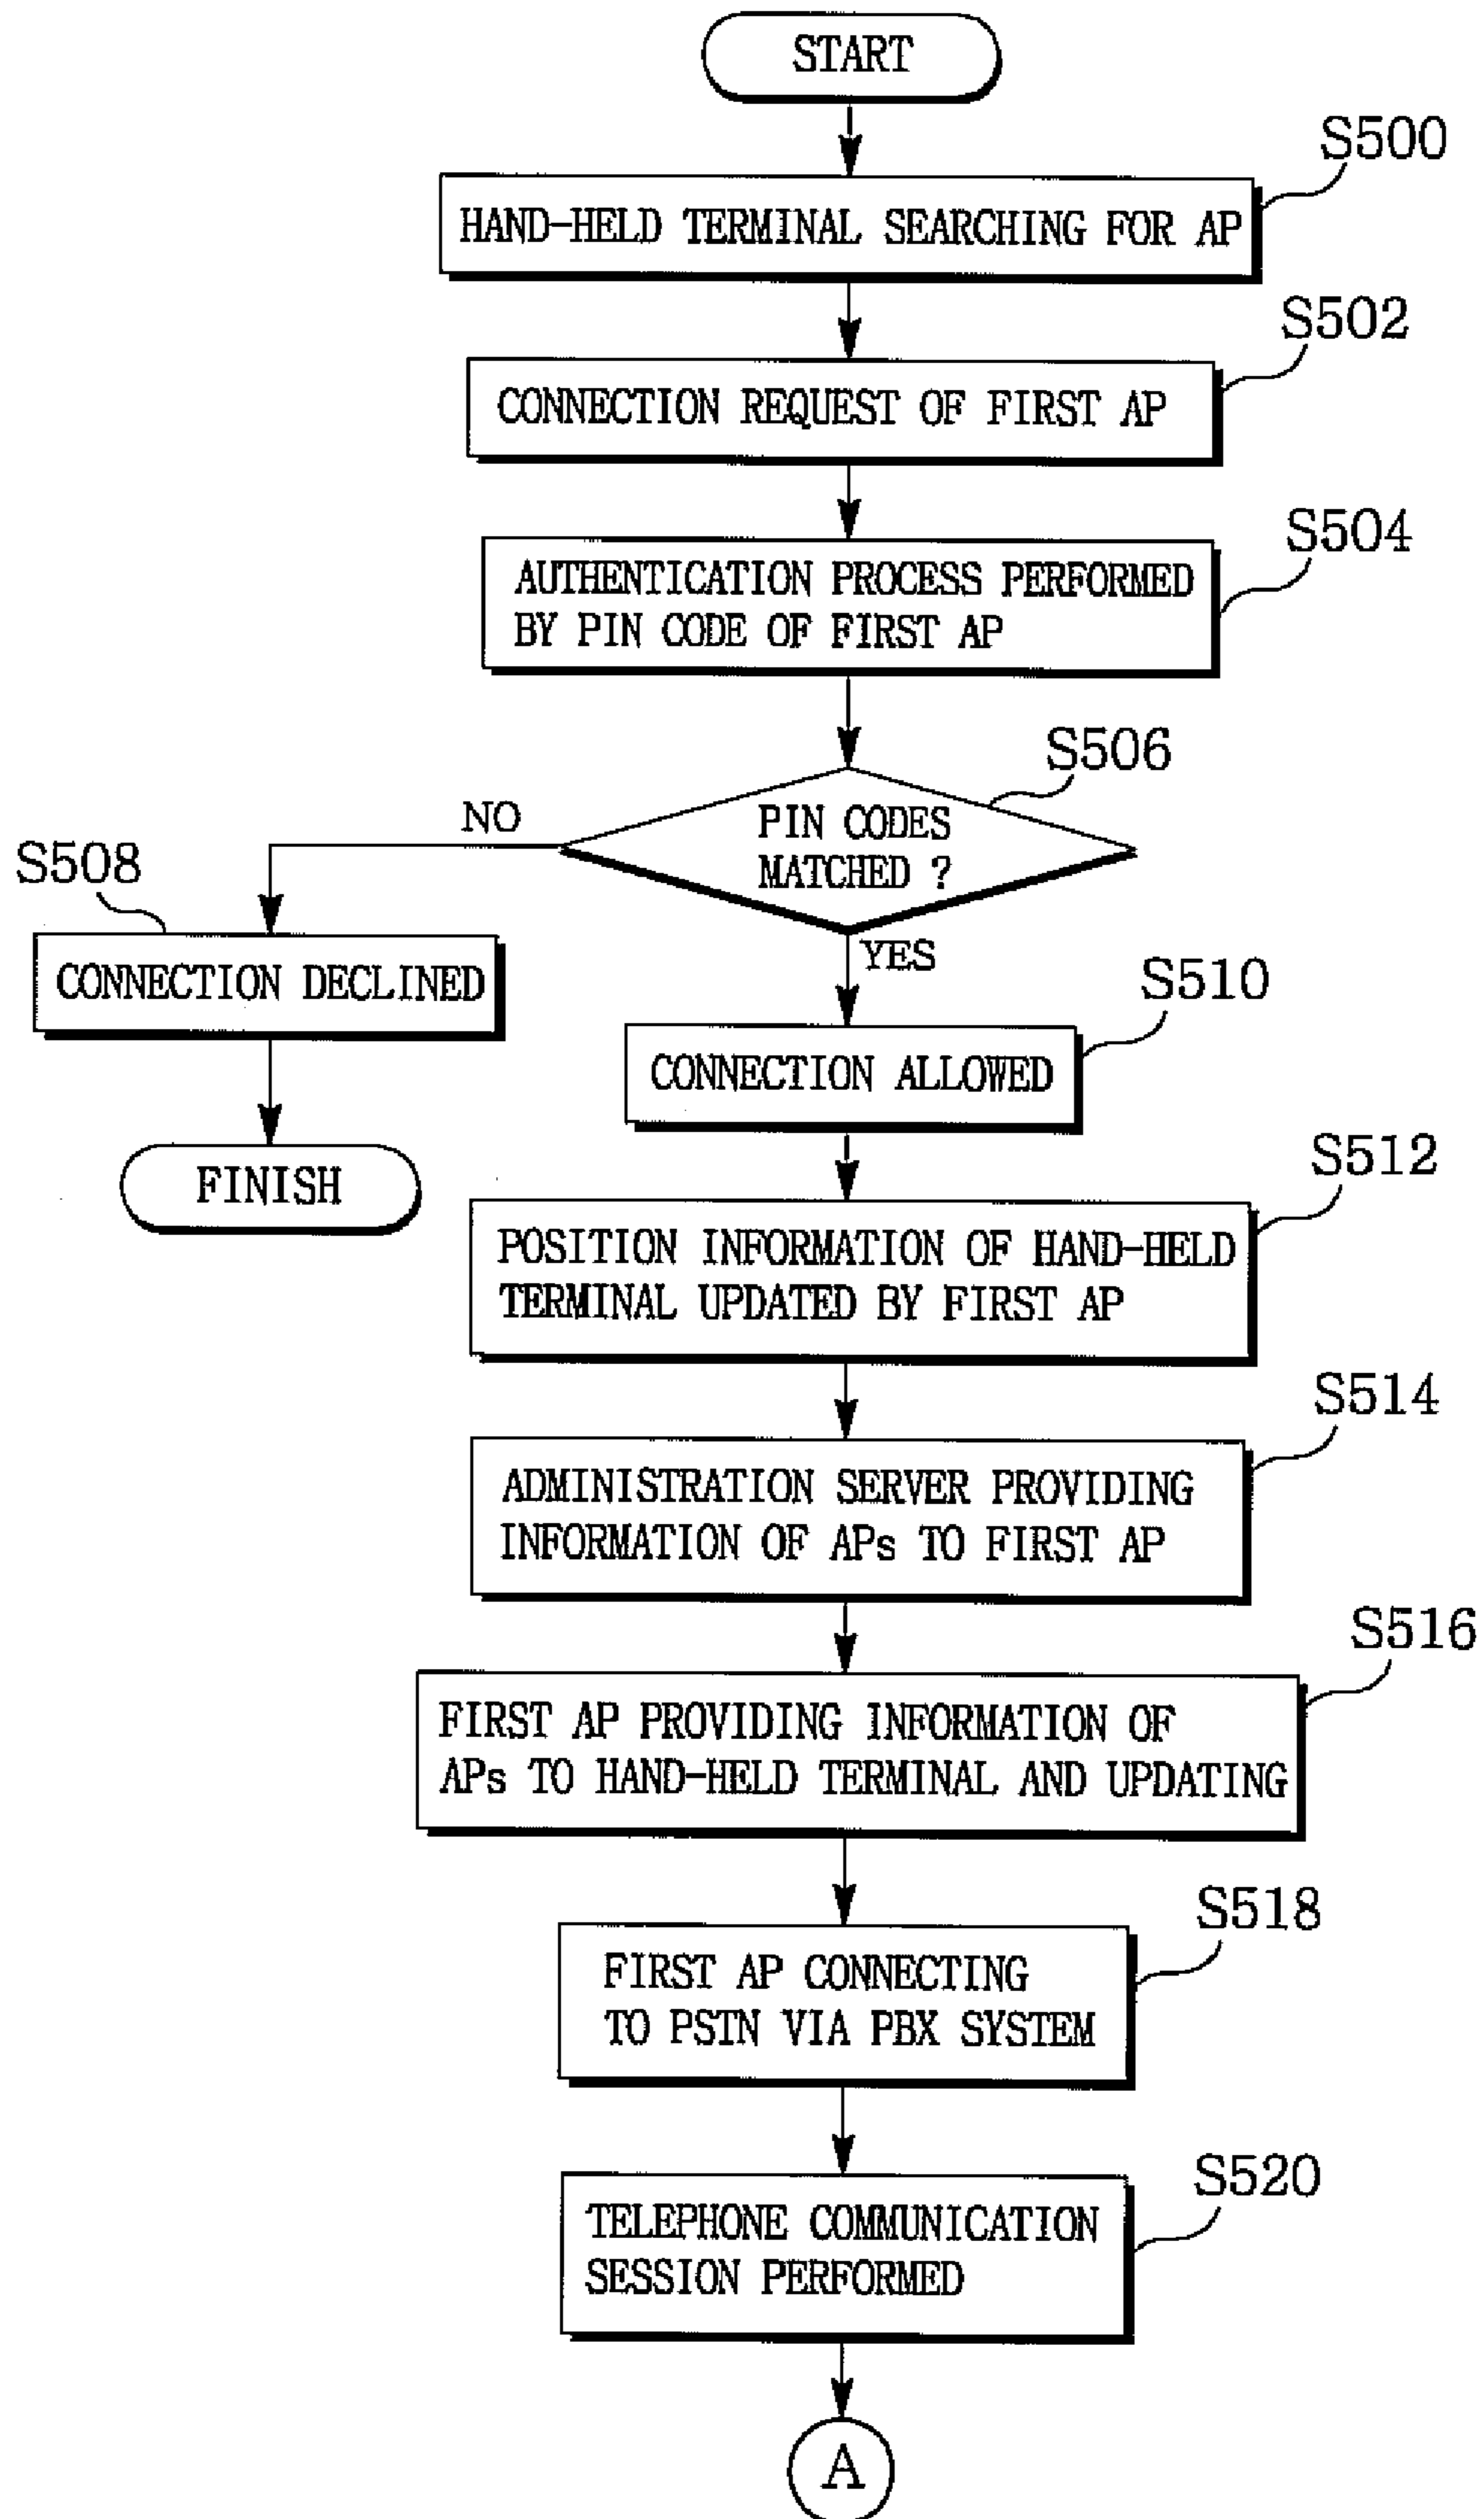 START
S500
HAND-HELD TERMINAL SEARCHING FOR AP
S502
CONNECTION REQUEST OF FIRST AP
S504
AUTHENTICATION PROCESS PERFORMED
BY PIN CODE OF FIRST AP
S506
PIN CODES
MATCHED ?
NO
YES
S508
CONNECTION DECLINED
FINISH
S510
CONNECTION ALLOWED
S512
POSITION INFORMATION OF HAND-HELD
TERMINAL UPDATED BY FIRST AP
S514
ADMINISTRATION SERVER PROVIDING
INFORMATION OF APs TO FIRST AP
S516
FIRST AP PROVIDING INFORMATION OF
APs TO HAND-HELD TERMINAL AND UPDATING
S518
FIRST AP CONNECTING
TO PSTN VIA PBX SYSTEM
S520
TELEPHONE COMMUNICATION
SESSION PERFORMED
A